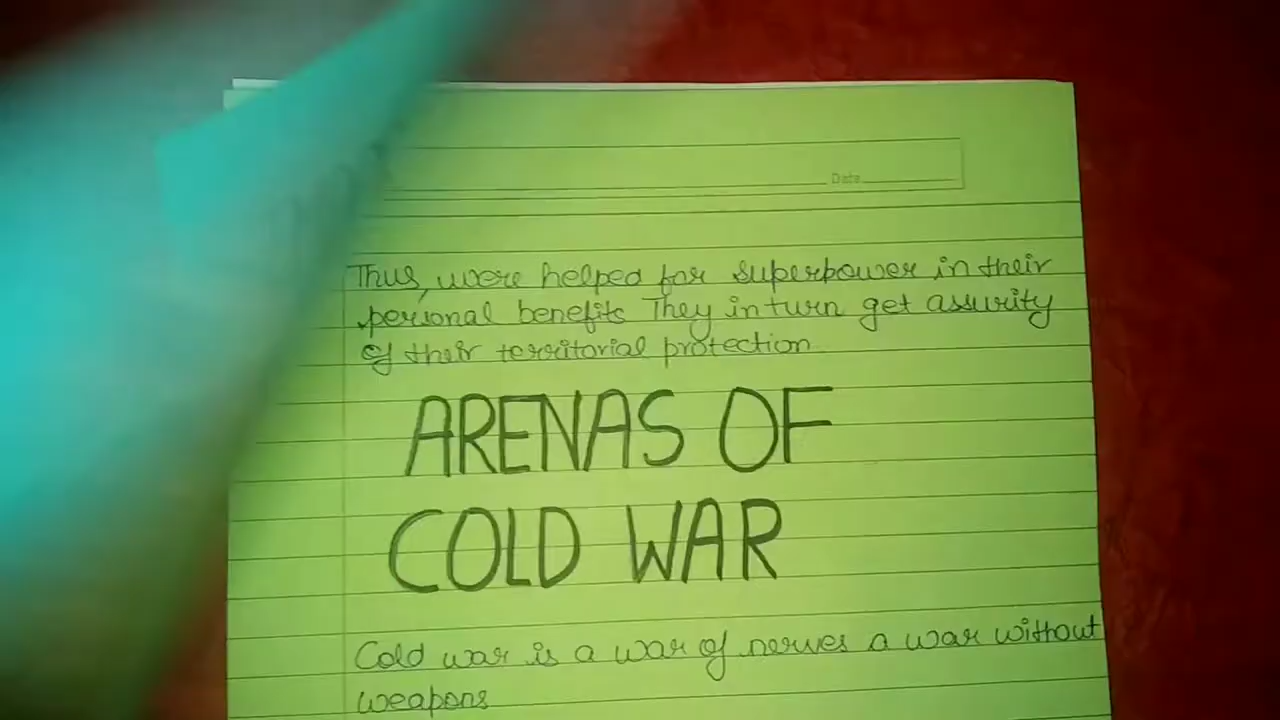 Date
Thus, were helped for superpower in their
personal benefits They in turn get assurity
of their territorial protection
ARENAS OF
COLD WAR
Cold war is a war of nerves a war without
weapons